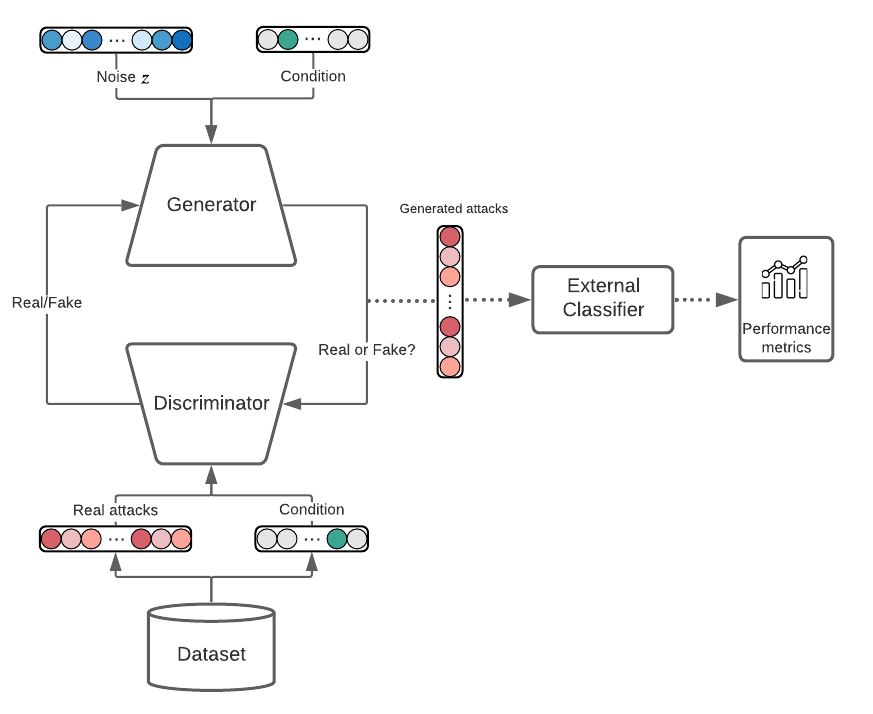 Noise z
Condition
Generator
Generated attacks
External
Classifier
Real/Fake
Performance
metrics
Real or Fake?
Discriminator
Real attacks
Condition
Dataset